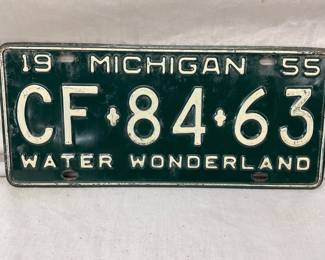 19 MICHIGAN 55
CF·84·63
WATER WONDERLAND